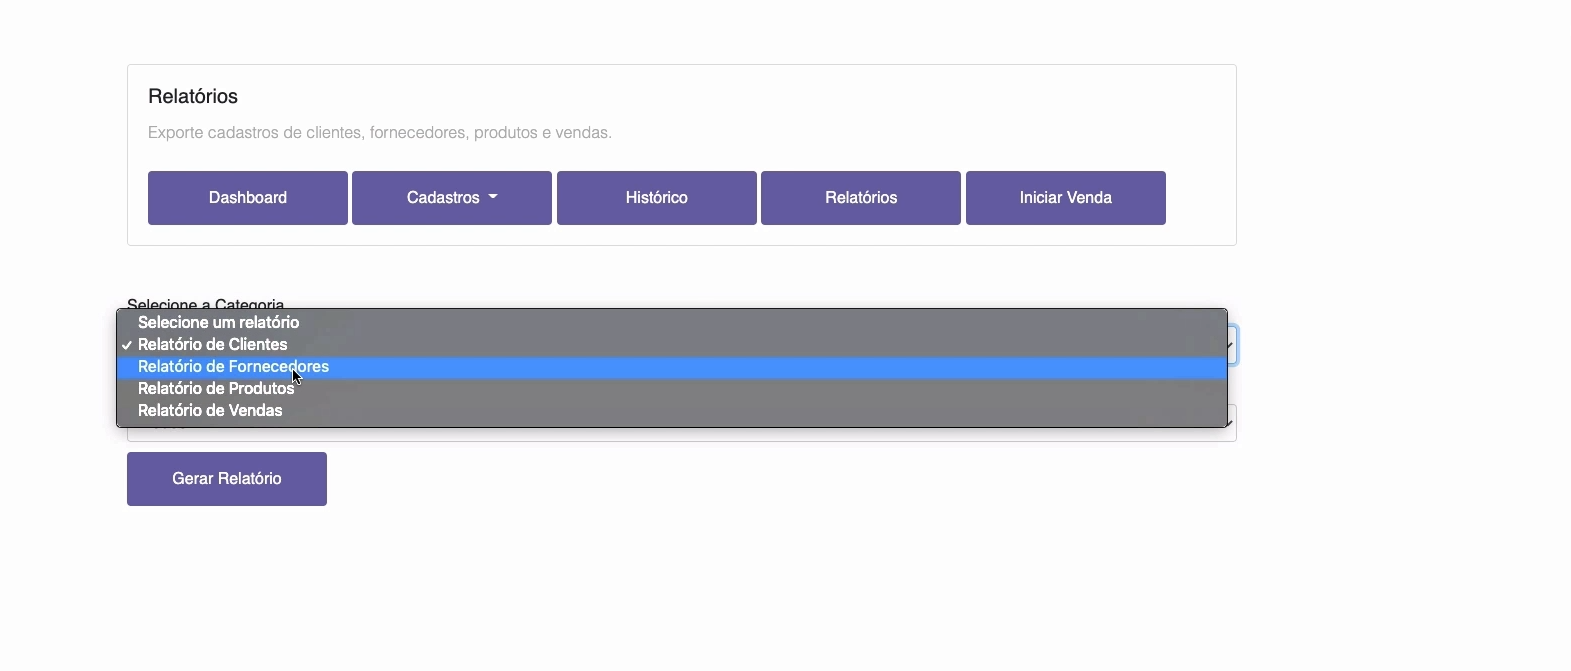 Relatórios
Exporte cadastros de clientes, fornecedores, produtos e vendas.
Dashboard
Cadastros
Histórico
Relatórios
Iniciar Venda
Selecione a Categoria
Selecione um relatório
Relatório de Clientes
Relatório de Fornecedores
Relatório de Produtos
Relatório de Vendas
Gerar Relatório